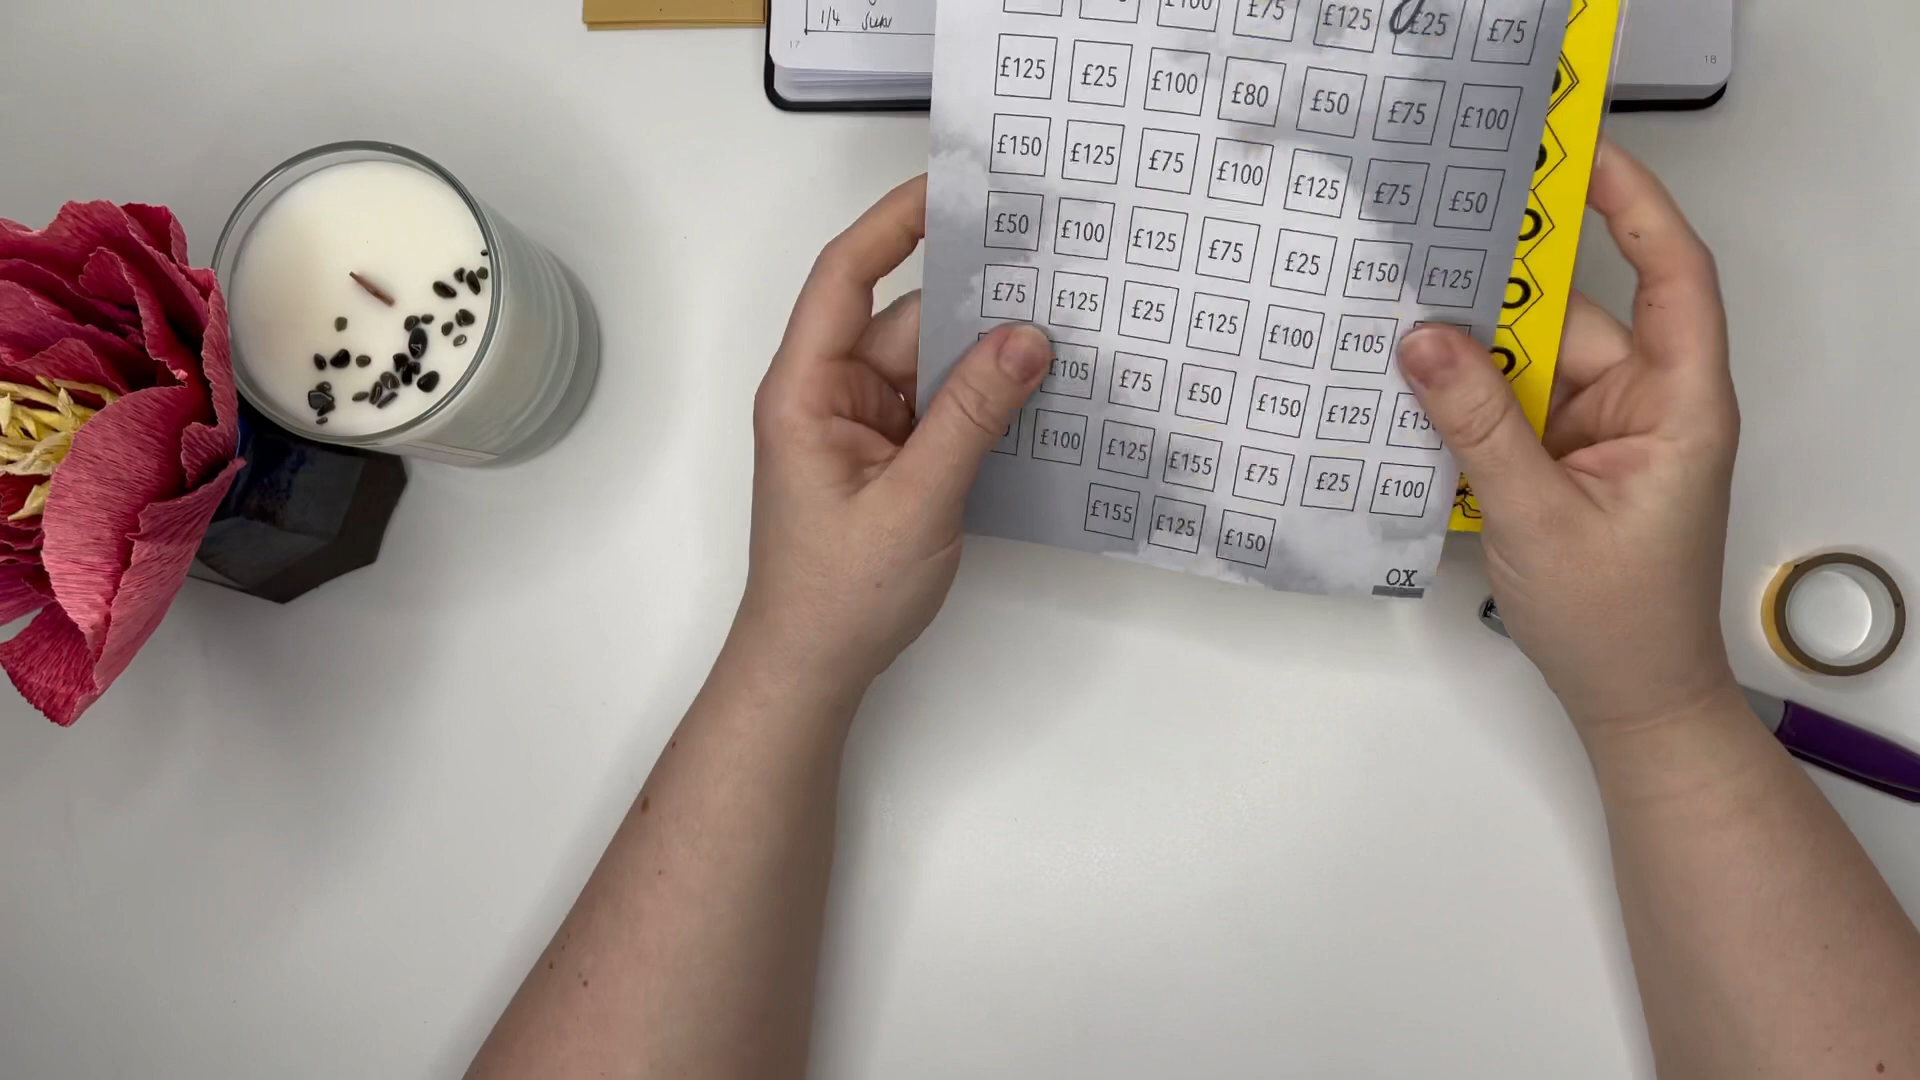 1/4
17
18
£100 £75 £125 £25 £75
£125 £25 £100 £80 £50 £75 £100
£150 £125 £75 £100 £125 £75 £50
£50 £100 £125 £75 £25 £150 £125
£75 £125 £25 £125 £100 £105
£105 £75 £50 £150 £125
£100 £125 £155 £75 £25 £100
£155 £125 £150
OX